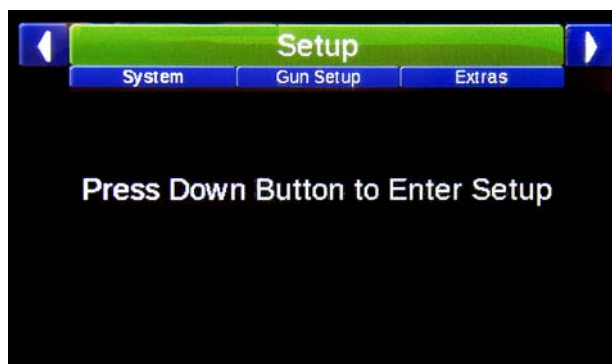 Setup
System Gun Setup Extras
Press Down Button to Enter Setup